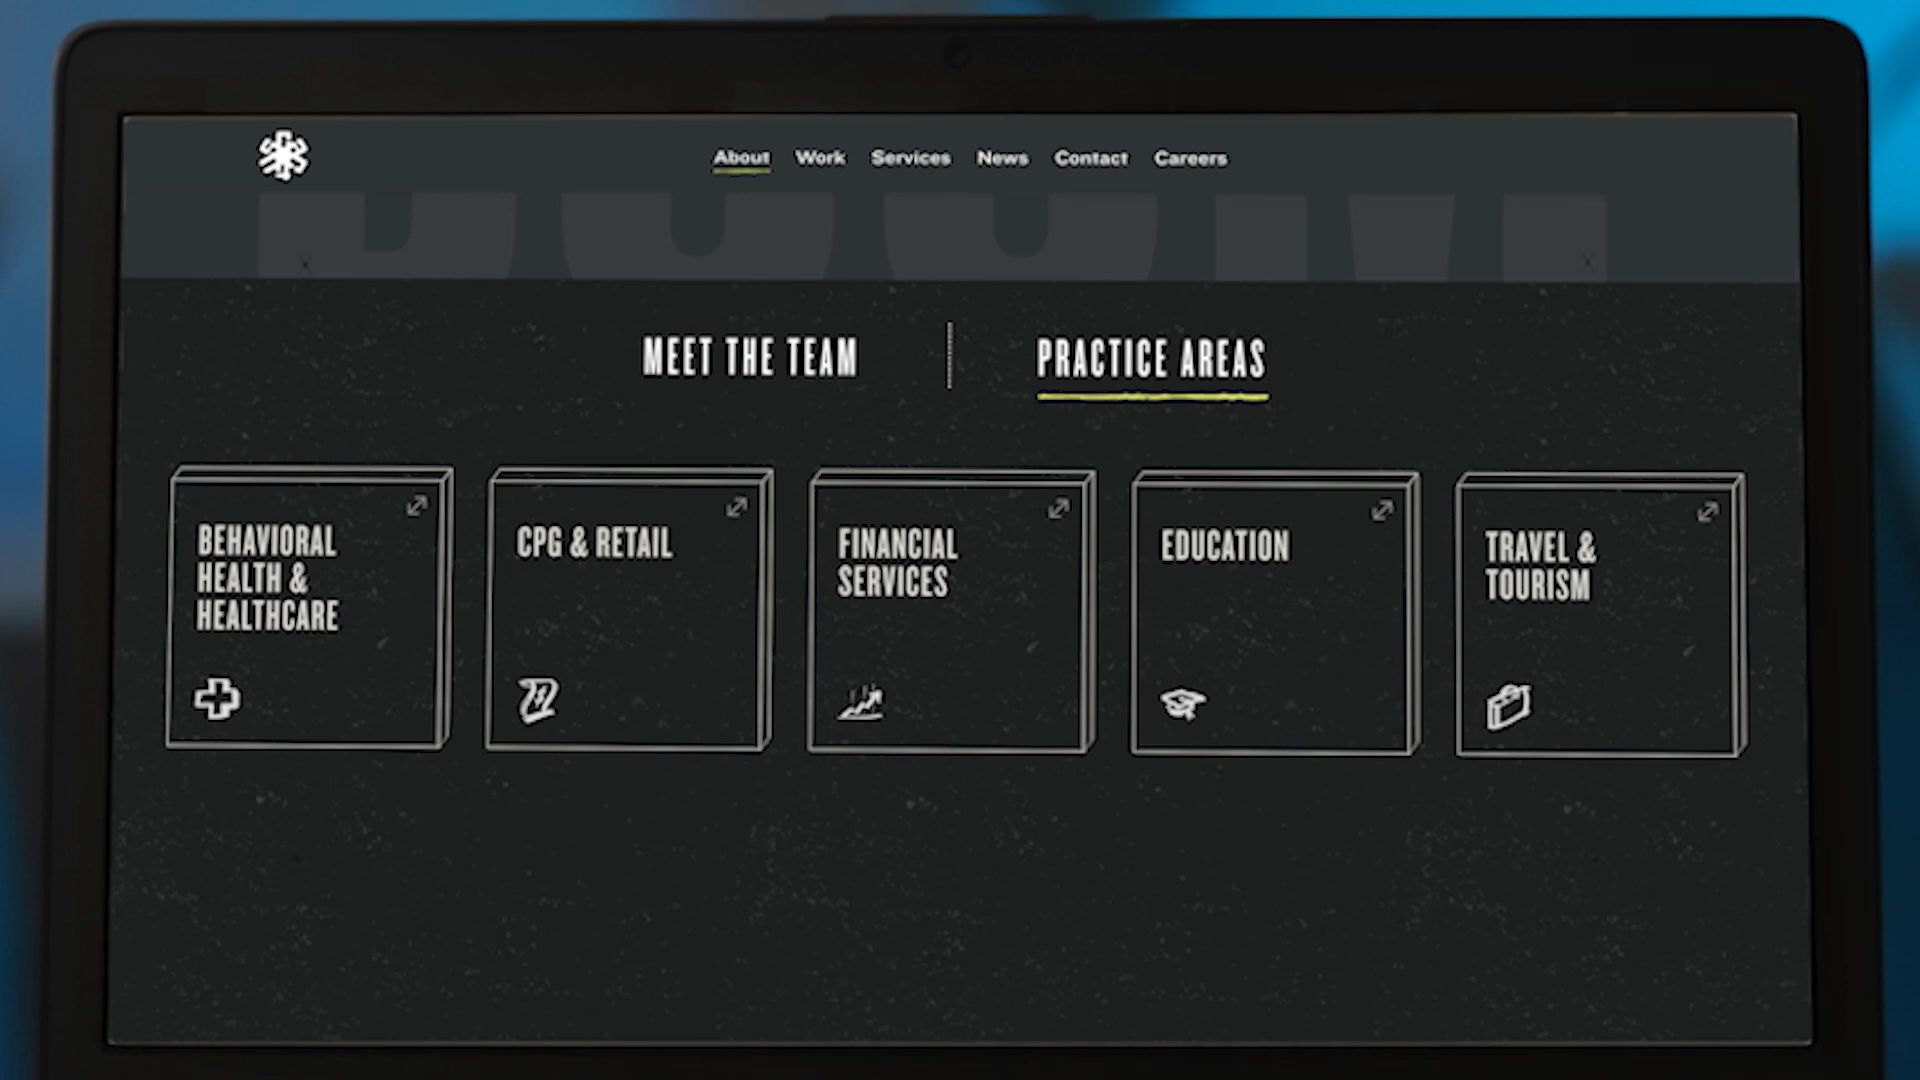 About Work Services News Contact Careers
MEET THE TEAM
PRACTICE AREAS
BEHAVIORAL
HEALTH &
HEALTHCARE
CPG & RETAIL
FINANCIAL
SERVICES
EDUCATION
TRAVEL &
TOURISM